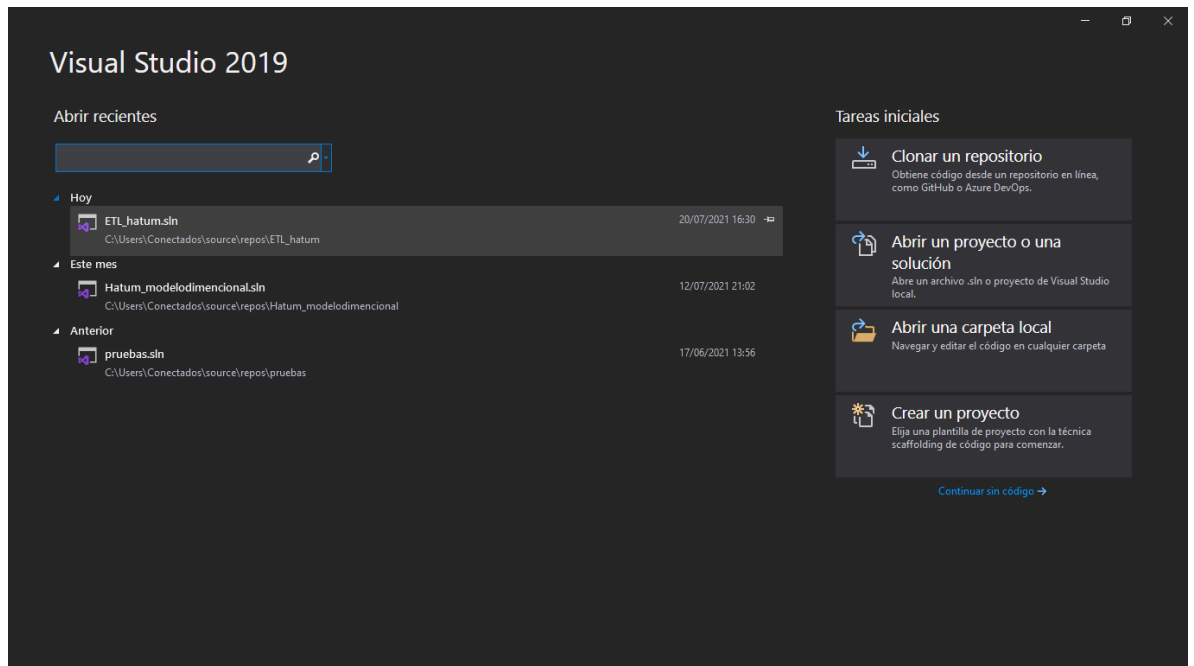 Visual Studio 2019
Abrir recientes
Hoy
ETL_hatum.sln
20/07/2021 16:30
C:\Users\Conectados\source\repos\ETL_hatum
Este mes
Hatum_modelodimencional.sln
12/07/2021 21:02
C:\Users\Conectados\source\repos\Hatum_modelodimencional
Anterior
pruebas.sln
17/06/2021 13:56
C:\Users\Conectados\source\repos\pruebas
Tareas iniciales
Clonar un repositorio
Obtiene código desde un repositorio en línea,
como GitHub o Azure DevOps.
Abrir un proyecto o una
solución
Abre un archivo .sln o proyecto de Visual Studio
local.
Abrir una carpeta local
Navegar y editar el código en cualquier carpeta
Crear un proyecto
Elija una plantilla de proyecto con la técnica
scaffolding de código para comenzar.
Continuar sin código